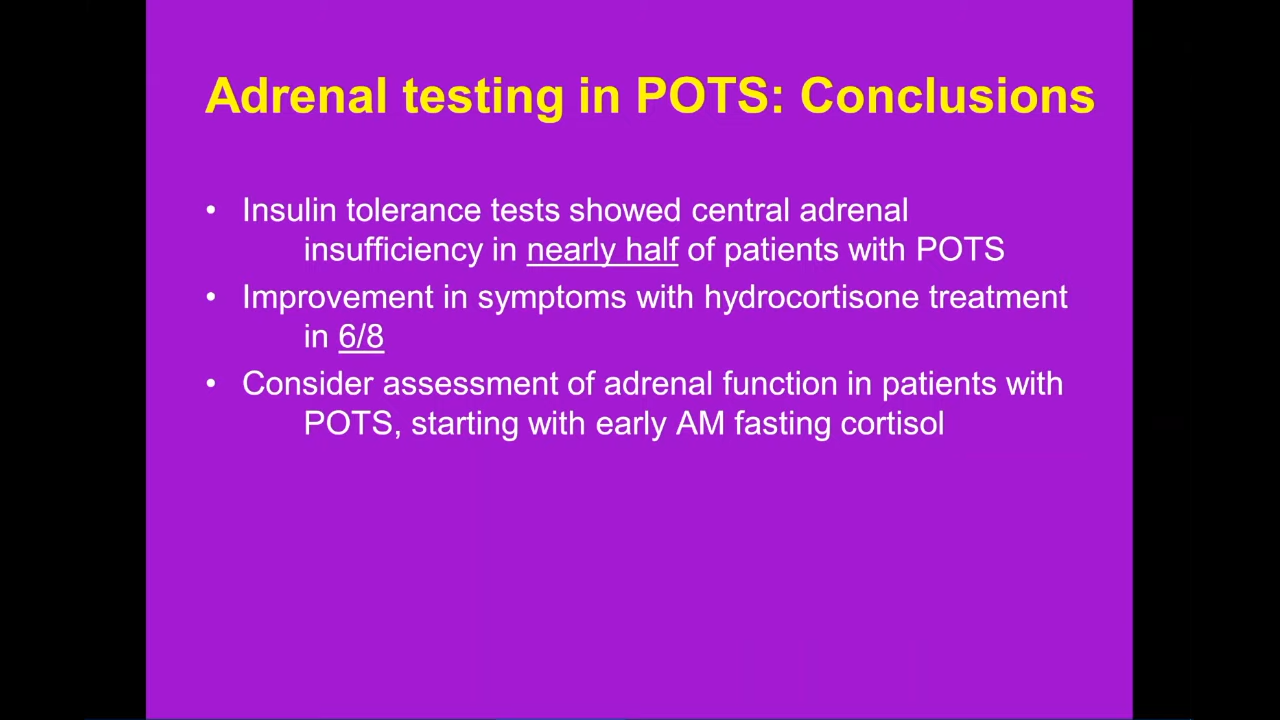 Adrenal testing in POTS: Conclusions
• Insulin tolerance tests showed central adrenal
insufficiency in nearly half of patients with POTS
• Improvement in symptoms with hydrocortisone treatment
in 6/8
• Consider assessment of adrenal function in patients with
POTS, starting with early AM fasting cortisol